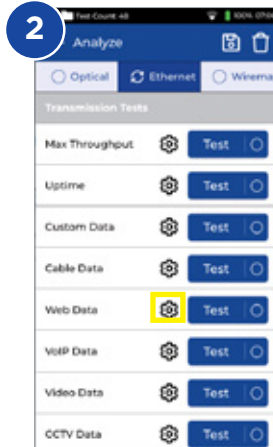 2
Test Count 48
100%
Analyze
Optical
Ethernet
Wirema
Transmission Tests
Max Throughput Test
Uptime Test
Custom Data Test
Cable Data Test
Web Data Test
VoIP Data Test
Video Data Test
CCTV Data Test